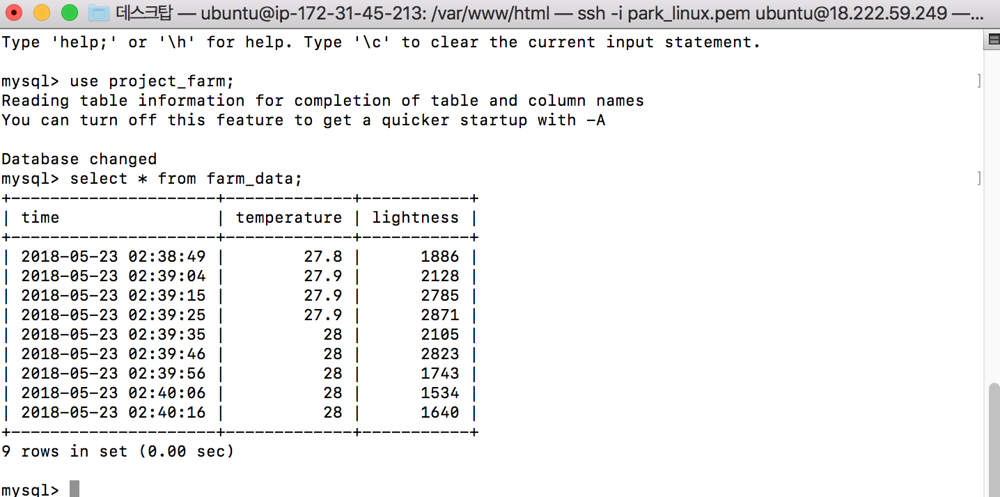 데스크탑 — ubuntu@ip-172-31-45-213: /var/www/html — ssh -i park_linux.pem ubuntu@18.222.59.249 —...
Type 'help;' or '\h' for help. Type '\c' to clear the current input statement.
mysql> use project_farm;
Reading table information for completion of table and column names
You can turn off this feature to get a quicker startup with -A
Database changed
mysql> select * from farm_data;
+---------------------+-------------+-----------+
| time                | temperature | lightness |
+---------------------+-------------+-----------+
| 2018-05-23 02:38:49 |        27.8 |      1886 |
| 2018-05-23 02:39:04 |        27.9 |      2128 |
| 2018-05-23 02:39:15 |        27.9 |      2785 |
| 2018-05-23 02:39:25 |        27.9 |      2871 |
| 2018-05-23 02:39:35 |          28 |      2105 |
| 2018-05-23 02:39:46 |          28 |      2823 |
| 2018-05-23 02:39:56 |          28 |      1743 |
| 2018-05-23 02:40:06 |          28 |      1534 |
| 2018-05-23 02:40:16 |          28 |      1640 |
+---------------------+-------------+-----------+
9 rows in set (0.00 sec)
mysql>